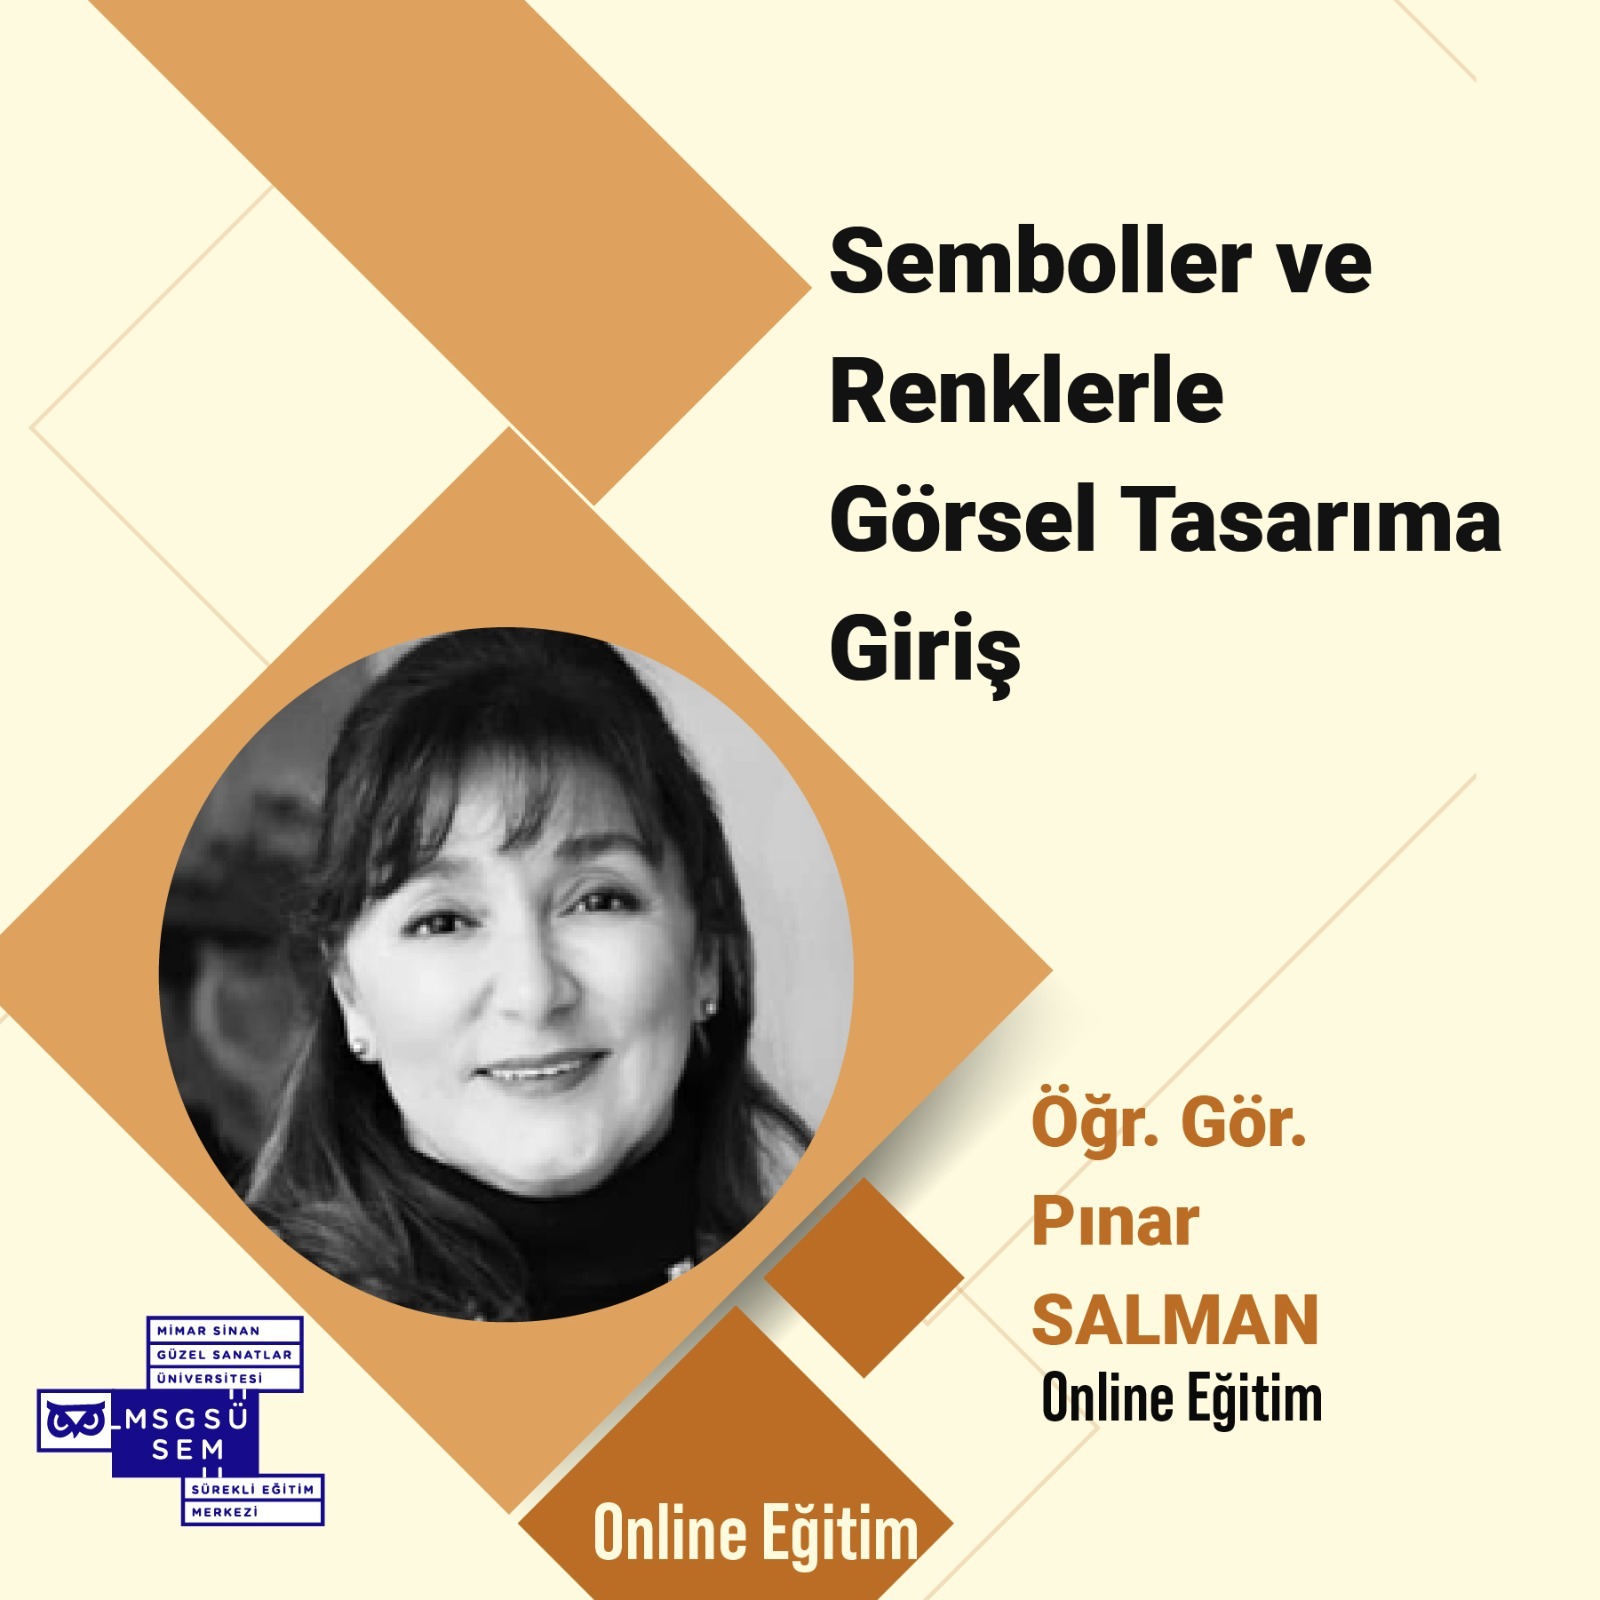 Semboller ve
Renklerle
Görsel Tasarıma
Giriş
Öğr. Gör.
Pınar
SALMAN
Online Eğitim
MİMAR SİNAN
GÜZEL SANATLAR
ÜNİVERSİTESİ
MSGSÜ
SEM
SÜREKLİ EĞİTİM
MERKEZİ
Online Eğitim